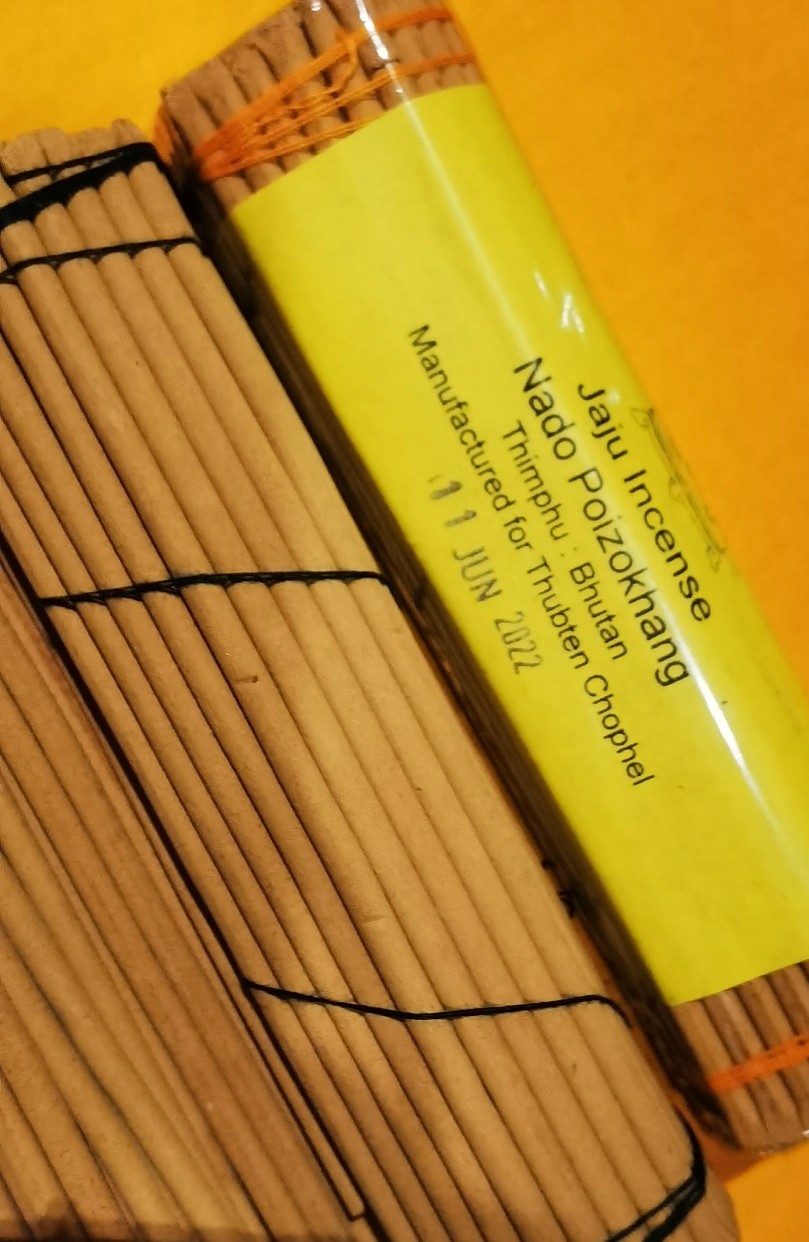 Jaju Incense
Nado Poizokhang
Thimphu : Bhutan
Manufactured for Thubten Chophel
11 JUN 2022